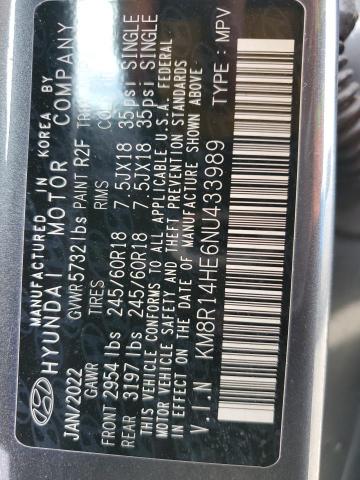 MANUFACTURED IN KOREA BY
HYUNDAI MOTOR COMPANY
JAN/2022 GVWR 5732 lbs PAINT R2F
GAWR TIRES RIMS
FRONT 2954 lbs 245/60R18 7.5JX18 35psi SINGLE
REAR 3197 lbs 245/60R18 7.5JX18 35psi SINGLE
THIS VEHICLE CONFORMS TO ALL APPLICABLE U.S.A. FEDERAL
MOTOR VEHICLE SAFETY AND THEFT PREVENTION STANDARDS
IN EFFECT ON THE DATE OF MANUFACTURE SHOWN ABOVE.
V I N KM8R14HE6NU433989 TYPE : MPV